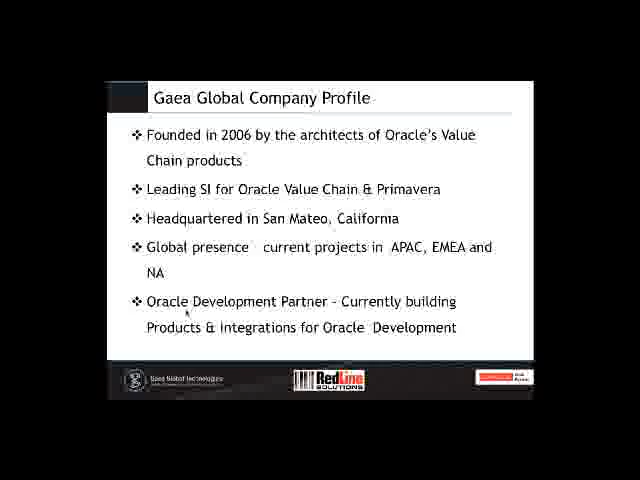 Gaea Global Company Profile
❖ Founded in 2006 by the architects of Oracle's Value
Chain products
❖ Leading SI for Oracle Value Chain & Primavera
❖ Headquartered in San Mateo, California
❖ Global presence current projects in APAC, EMEA and
NA
❖ Oracle Development Partner - Currently building
Products & integrations for Oracle Development
Gaea Global Technologies
RedLine
SOLUTIONS